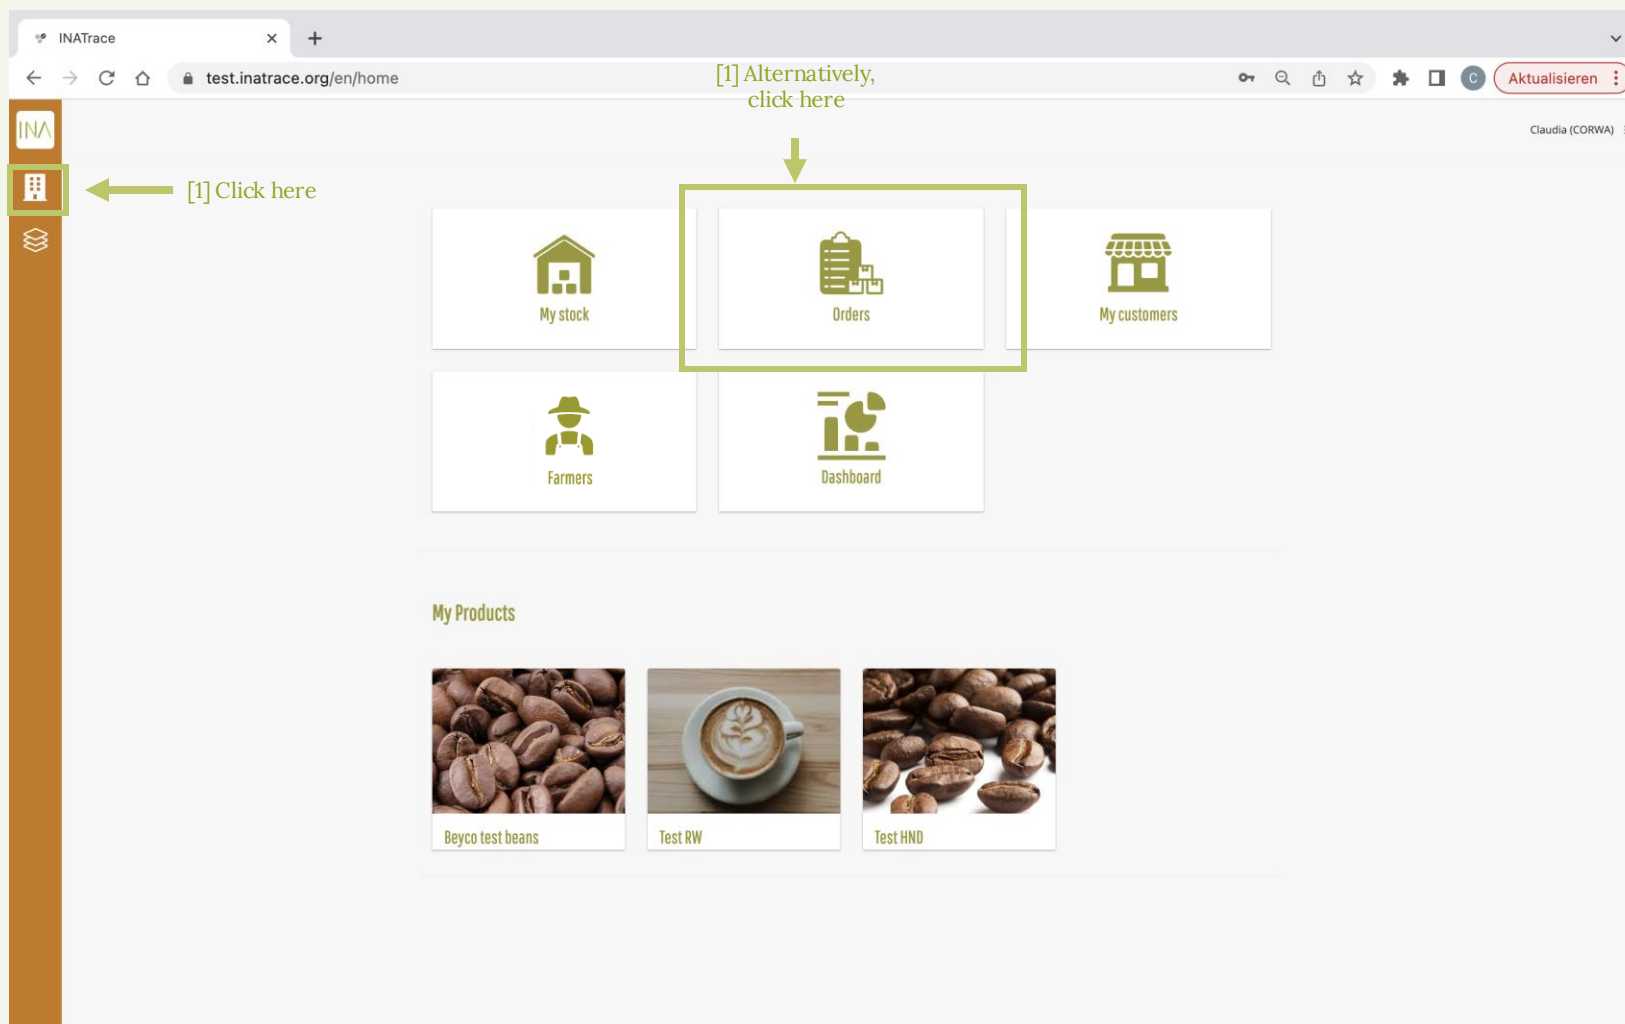 INATrace
test.inatrace.org/en/home
[1] Alternatively,
click here
C
Aktualisieren
INA
Claudia (CORWA)
[1] Click here
My stock
Orders
My customers
Farmers
Dashboard
My Products
Beyco test beans
Test RW
Test HND